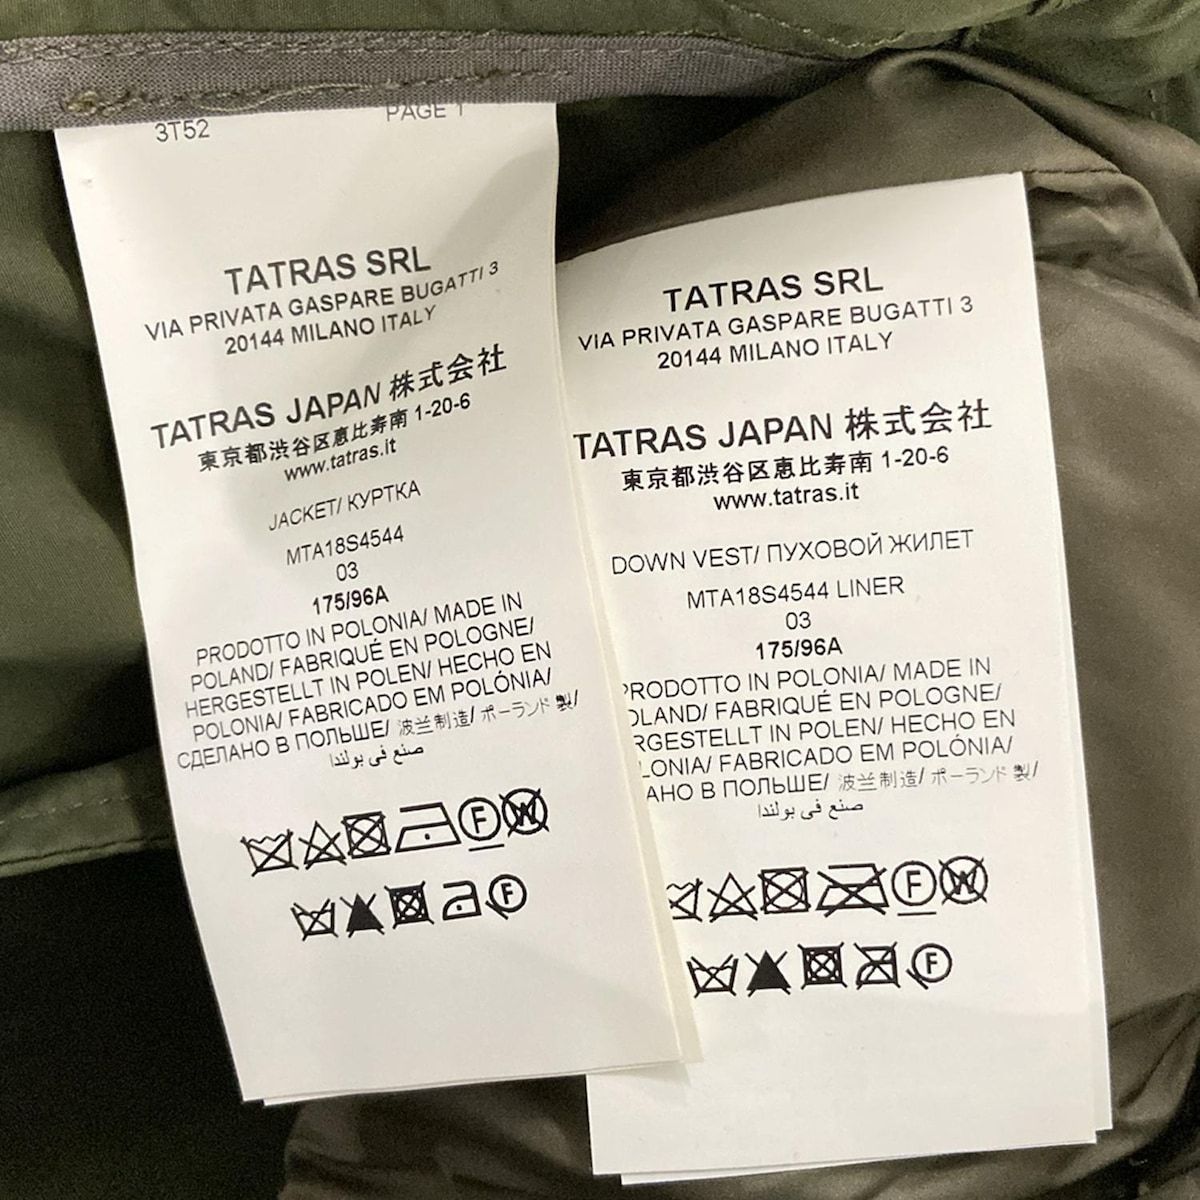 3T52 PAGE 1
TATRAS SRL
VIA PRIVATA GASPARE BUGATTI 3
20144 MILANO ITALY
TATRAS JAPAN 株式会社
東京都渋谷区恵比寿南 1-20-6
www.tatras.it
JACKET/ КУРТКА
MTA18S4544
03
175/96A
PRODOTTO IN POLONIA/ MADE IN
POLAND/ FABRIQUÉ EN POLOGNE/
HERGESTELLT IN POLEN/ HECHO EN
POLONIA/ FABRICADO EM POLÓNIA/
СДЕЛАНО В ПОЛЬШЕ/ 波兰制造/ ポーランド 製/
صنع في بولندا
F W
F
TATRAS SRL
VIA PRIVATA GASPARE BUGATTI 3
20144 MILANO ITALY
TATRAS JAPAN 株式会社
東京都渋谷区恵比寿南 1-20-6
www.tatras.it
DOWN VEST/ ПУХОВОЙ ЖИЛЕТ
MTA18S4544 LINER
03
175/96A
PRODOTTO IN POLONIA/ MADE IN
OLAND/ FABRIQUÉ EN POLOGNE/
RGESTELLT IN POLEN/ HECHO EN
LONIA/ FABRICADO EM POLÓNIA/
АНО В ПОЛЬШЕ/ 波兰制造/ ポーランド 製/
صنع في بولندا
F W
F